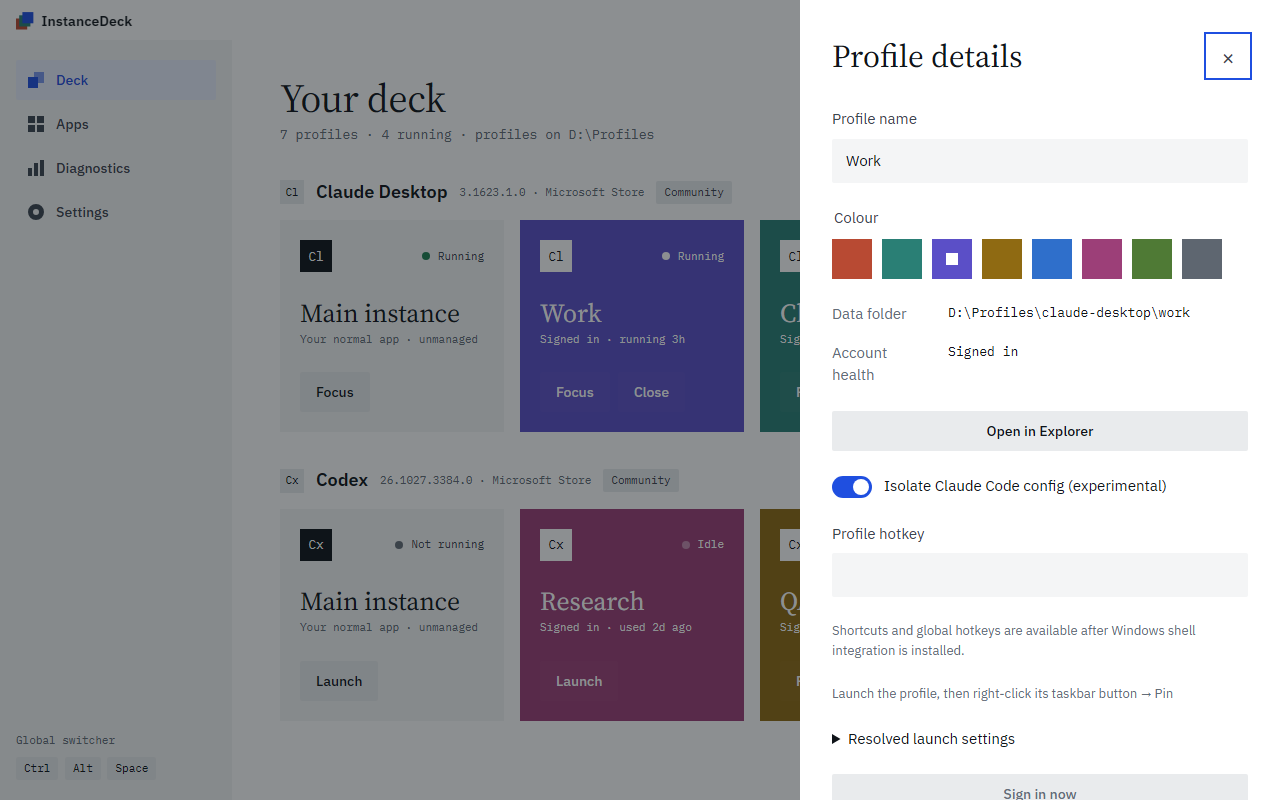 InstanceDeck
Deck
Apps
Diagnostics
Settings
Global switcher
Ctrl Alt Space
Your deck
7 profiles · 4 running · profiles on D:\Profiles
Cl Claude Desktop 3.1623.1.0 · Microsoft Store Community
Cl Running
Main instance
Your normal app · unmanaged
Focus
Cl Running
Work
Signed in · running 3h
Focus Close
Cx Codex 26.1027.3384.0 · Microsoft Store Community
Cx Not running
Main instance
Your normal app · unmanaged
Launch
Cx Idle
Research
Signed in · used 2d ago
Launch
Profile details
×
Profile name
Work
Colour
Data folder D:\Profiles\claude-desktop\work
Account health Signed in
Open in Explorer
Isolate Claude Code config (experimental)
Profile hotkey
Shortcuts and global hotkeys are available after Windows shell
integration is installed.
Launch the profile, then right-click its taskbar button → Pin
Resolved launch settings
Sign in now